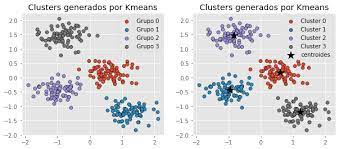 Clusters generados por Kmeans
Grupo 0
Grupo 1
Grupo 2
Grupo 3
2.0
1.5
1.0
0.5
0.0
−0.5
−1.0
−1.5
−2.0
−2
−1
0
1
2
Clusters generados por Kmeans
Cluster 0
Cluster 1
Cluster 2
Cluster 3
centroides
2.0
1.5
1.0
0.5
0.0
−0.5
−1.0
−1.5
−2.0
−2
−1
0
1
2